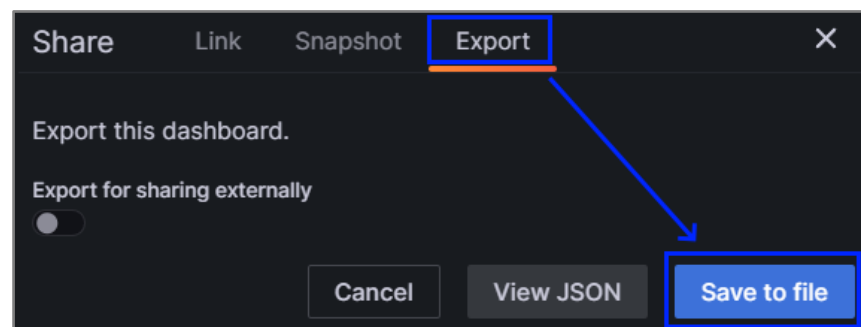 Share Link Snapshot Export
Export this dashboard.
Export for sharing externally
Cancel View JSON Save to file